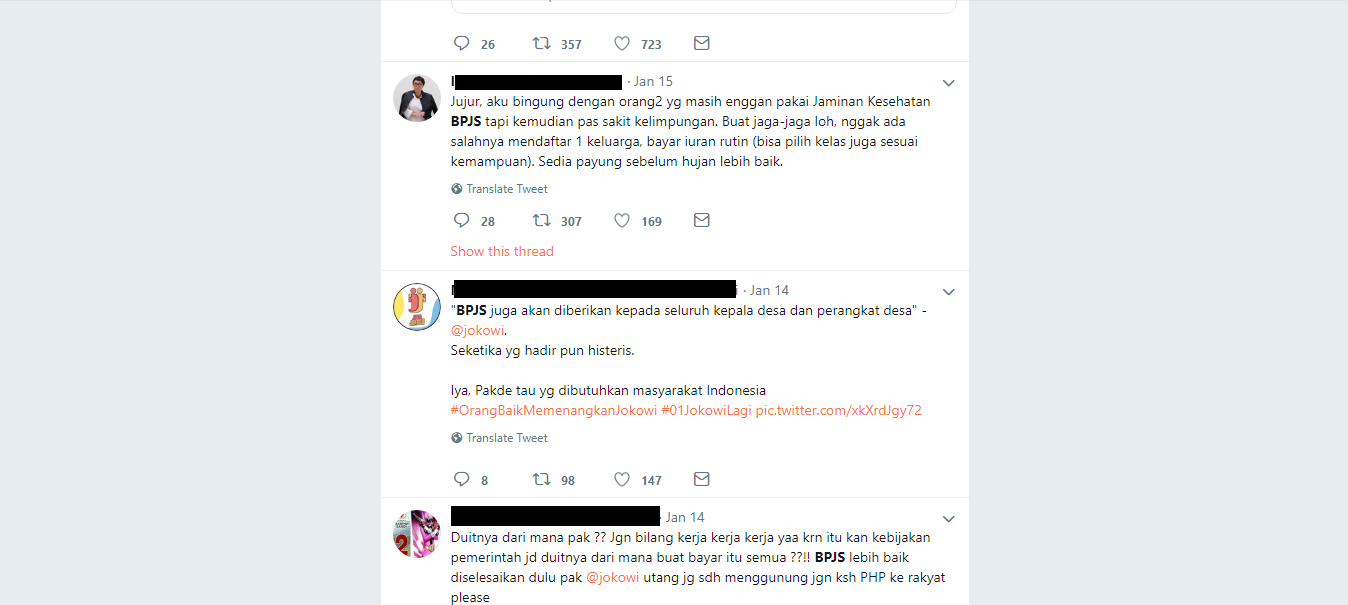 26 357 723
· Jan 15
Jujur, aku bingung dengan orang2 yg masih enggan pakai Jaminan Kesehatan
BPJS tapi kemudian pas sakit kelimpungan. Buat jaga-jaga loh, nggak ada
salahnya mendaftar 1 keluarga, bayar iuran rutin (bisa pilih kelas juga sesuai
kemampuan). Sedia payung sebelum hujan lebih baik.
Translate Tweet
28 307 169
Show this thread
· Jan 14
"BPJS juga akan diberikan kepada seluruh kepala desa dan perangkat desa" -
@jokowi.
Seketika yg hadir pun histeris.
Iya, Pakde tau yg dibutuhkan masyarakat Indonesia
#OrangBaikMemenangkanJokowi #01JokowiLagi pic.twitter.com/xkXrdJgy72
Translate Tweet
8 98 147
Jan 14
Duitnya dari mana pak ?? Jgn bilang kerja kerja kerja yaa krn itu kan kebijakan
pemerintah jd duitnya dari mana buat bayar itu semua ??!! BPJS lebih baik
diselesaikan dulu pak @jokowi utang jg sdh menggunung jgn ksh PHP ke rakyat
please